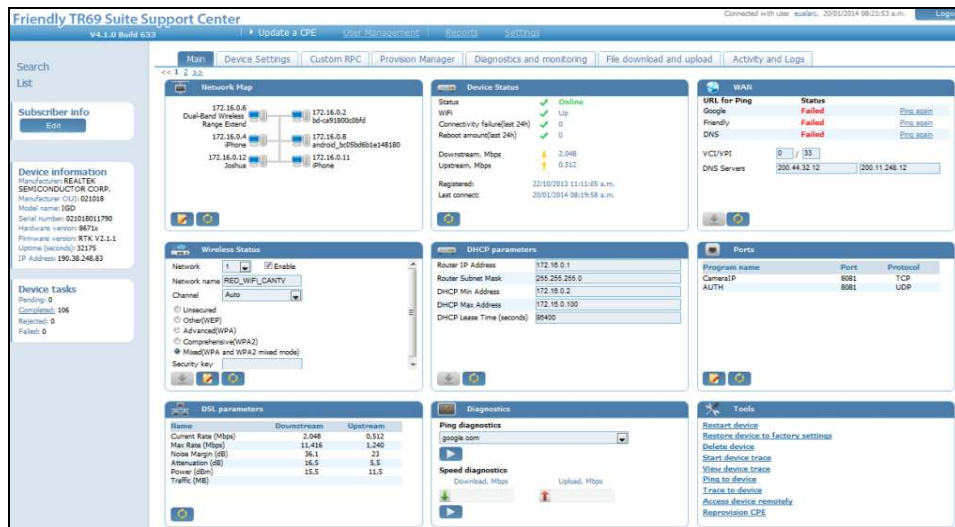 Connected with user eualarc, 20/01/2014 08:21:53 a.m.
Logo
Friendly TR69 Suite Support Center
V4.1.0 Build 633
Update a CPE
User Management
Reports
Settings
Search
List
Subscriber info
Edit
Device information
Manufacturer: REALTEK
SEMICONDUCTOR CORP.
Manufacturer OUI: 021018
Model name: IGD
Serial number: 021018011790
Hardware version: 8671x
Firmware version: RTK V2.1.1
Uptime (seconds): 32175
IP Address: 190.38.248.83
Device tasks
Pending: 0
Completed: 106
Rejected: 0
Failed: 0
Main
Device Settings
Custom RPC
Provision Manager
Diagnostics and monitoring
File download and upload
Activity and Logs
<< 1 2 >>
Network Map
172.16.0.6
Dual-Band Wireless
Range Extend
172.16.0.2
bd-ca91800c0bfd
172.16.0.4
iPhone
172.16.0.8
android_bc05bd6b1e148180
172.16.0.12
Joshua
172.16.0.11
iPhone
Device Status
Status Online
WiFi Up
Connectivity failure(last 24h) 0
Reboot amount(last 24h) 0
Downstream, Mbps 2.048
Upstream, Mbps 0.512
Registered: 22/10/2013 11:11:05 a.m.
Last connect: 20/01/2014 08:19:58 a.m.
WAN
URL for Ping Status
Google Failed Ping again
Friendly Failed Ping again
DNS Failed Ping again
VCI/VPI 0 / 33
DNS Servers 200.44.32.12 200.11.248.12
Wireless Status
Network 1 Enable
Network name RED_WiFi_CANTV
Channel Auto
Unsecured
Other(WEP)
Advanced(WPA)
Comprehensive(WPA2)
Mixed(WPA and WPA2 mixed mode)
Security key
DHCP parameters
Router IP Address 172.16.0.1
Router Subnet Mask 255.255.255.0
DHCP Min Address 172.16.0.2
DHCP Max Address 172.16.0.100
DHCP Lease Time (seconds) 86400
Ports
Program name Port Protocol
CameraIP 8081 TCP
AUTH 8081 UDP
DSL parameters
Name Downstream Upstream
Current Rate (Mbps) 2.048 0.512
Max Rate (Mbps) 11.416 1.240
Noise Margin (dB) 36.1 23
Attenuation (dB) 16.5 5.5
Power (dBm) 15.5 11.5
Traffic (MB)
Diagnostics
Ping diagnostics
google.com
Speed diagnostics
Download, Mbps Upload, Mbps
Tools
Restart device
Restore device to factory settings
Delete device
Start device trace
View device trace
Ping to device
Trace to device
Access device remotely
Reprovision CPE